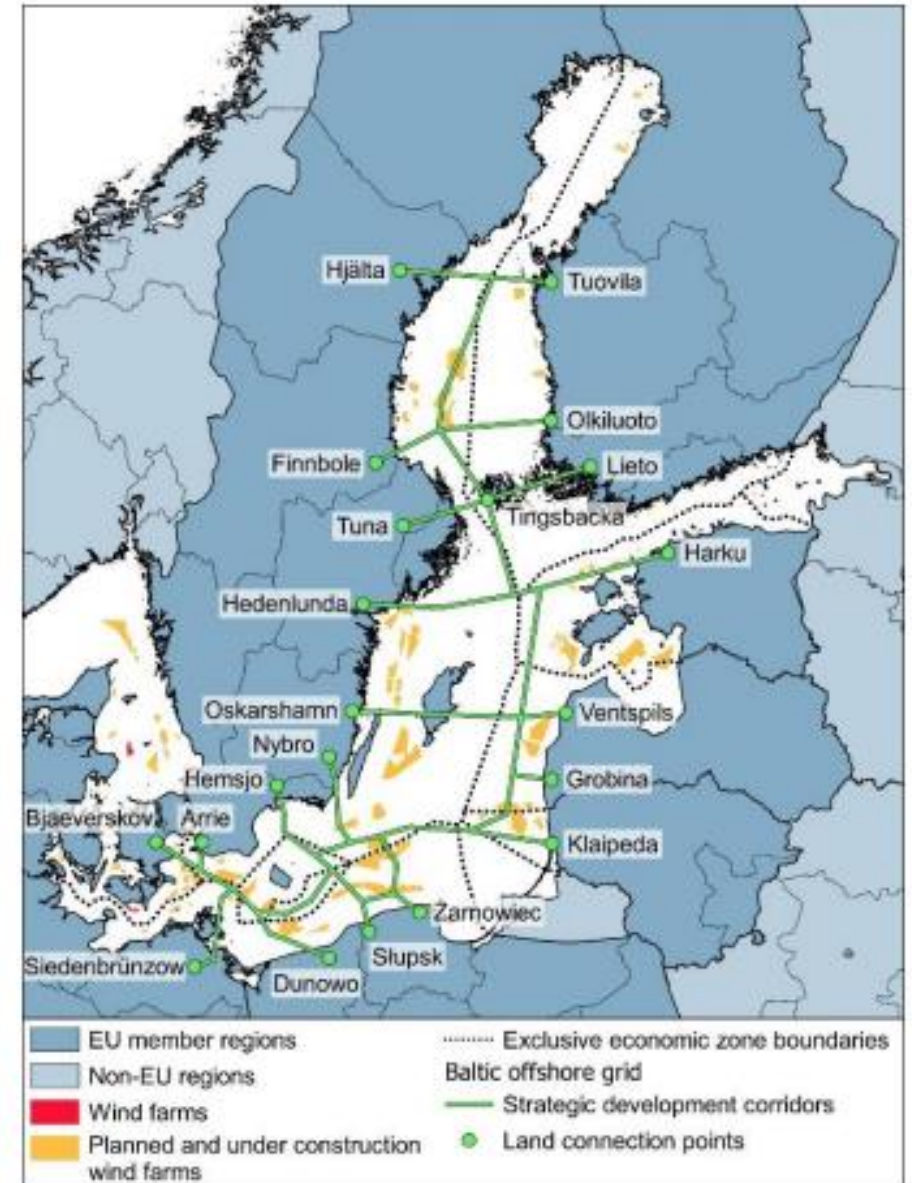 Hjälta
Tuovila
Olkiluoto
Finnbole
Lieto
Tuna
Tingsbacka
Harku
Hedenlunda
Oskarshamn
Ventspils
Nybro
Hemsjo
Grobina
Bjaeverskov
Arrie
Klaipeda
Żarnowiec
Słupsk
Siedenbrünzow
Dunowo
EU member regions
Non-EU regions
Wind farms
Planned and under construction
wind farms
Exclusive economic zone boundaries
Baltic offshore grid
Strategic development corridors
Land connection points